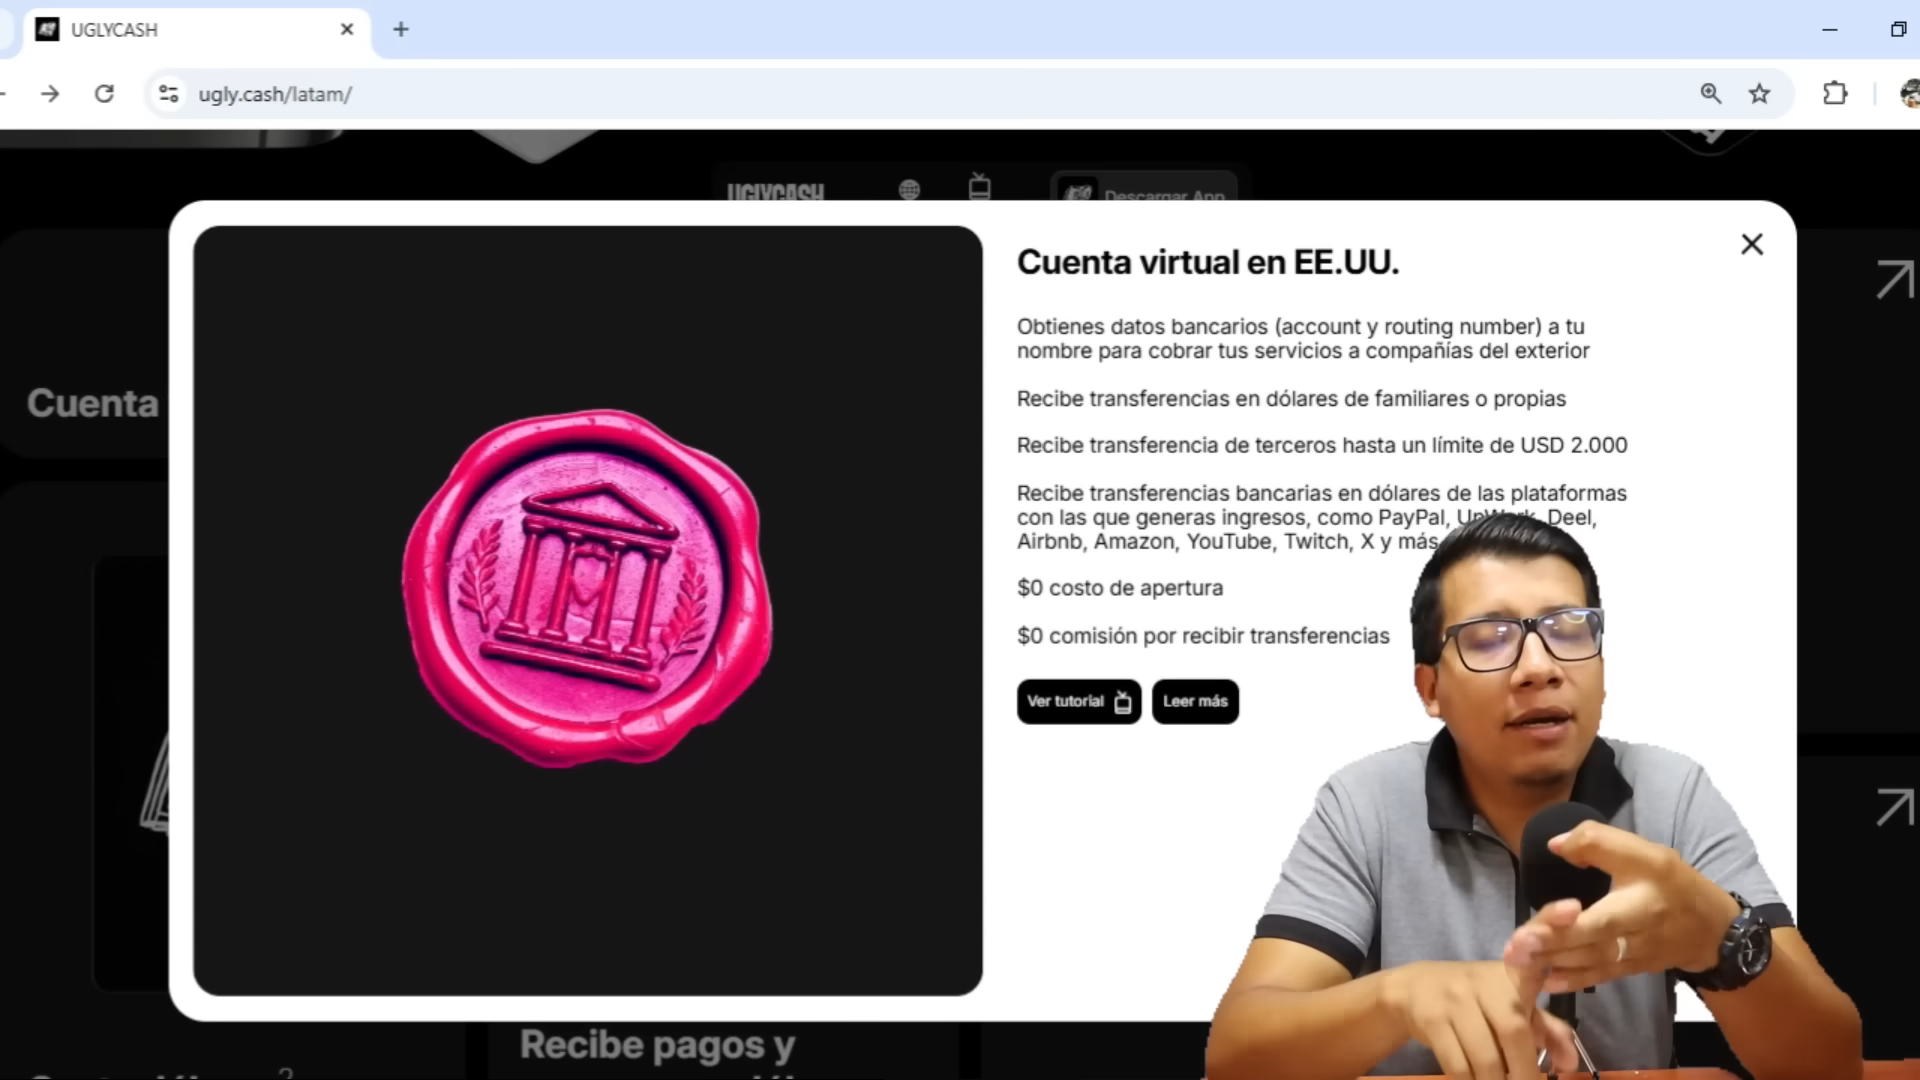 UGLYCASH
ugly.cash/latam/
UGLYCASH
Descargar App
Cuenta virtual en EE.UU.
Obtienes datos bancarios (account y routing number) a tu
nombre para cobrar tus servicios a compañías del exterior
Recibe transferencias en dólares de familiares o propias
Recibe transferencia de terceros hasta un límite de USD 2.000
Recibe transferencias bancarias en dólares de las plataformas
con las que generas ingresos, como PayPal, UpWork, Deel,
Airbnb, Amazon, YouTube, Twitch, X y más
$0 costo de apertura
$0 comisión por recibir transferencias
Ver tutorial
Leer más
Cuenta
Recibe pagos y